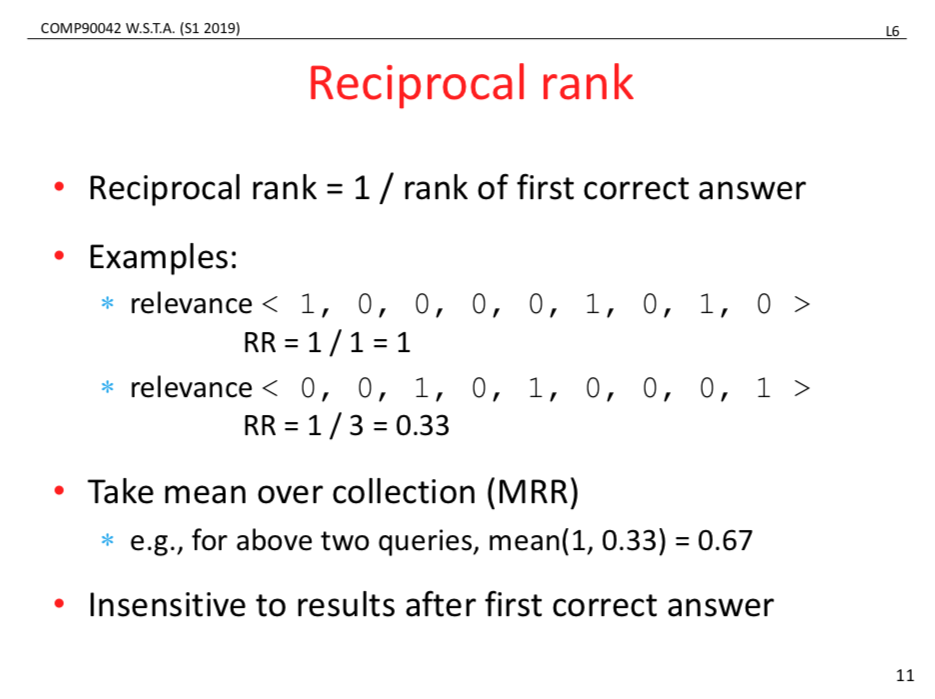 COMP90042 W.S.T.A. (S1 2019) L6
Reciprocal rank
• Reciprocal rank = 1 / rank of first correct answer
• Examples:
* relevance < 1, 0, 0, 0, 0, 1, 0, 1, 0 >
RR = 1 / 1 = 1
* relevance < 0, 0, 1, 0, 1, 0, 0, 0, 1 >
RR = 1 / 3 = 0.33
• Take mean over collection (MRR)
* e.g., for above two queries, mean(1, 0.33) = 0.67
• Insensitive to results after first correct answer
11